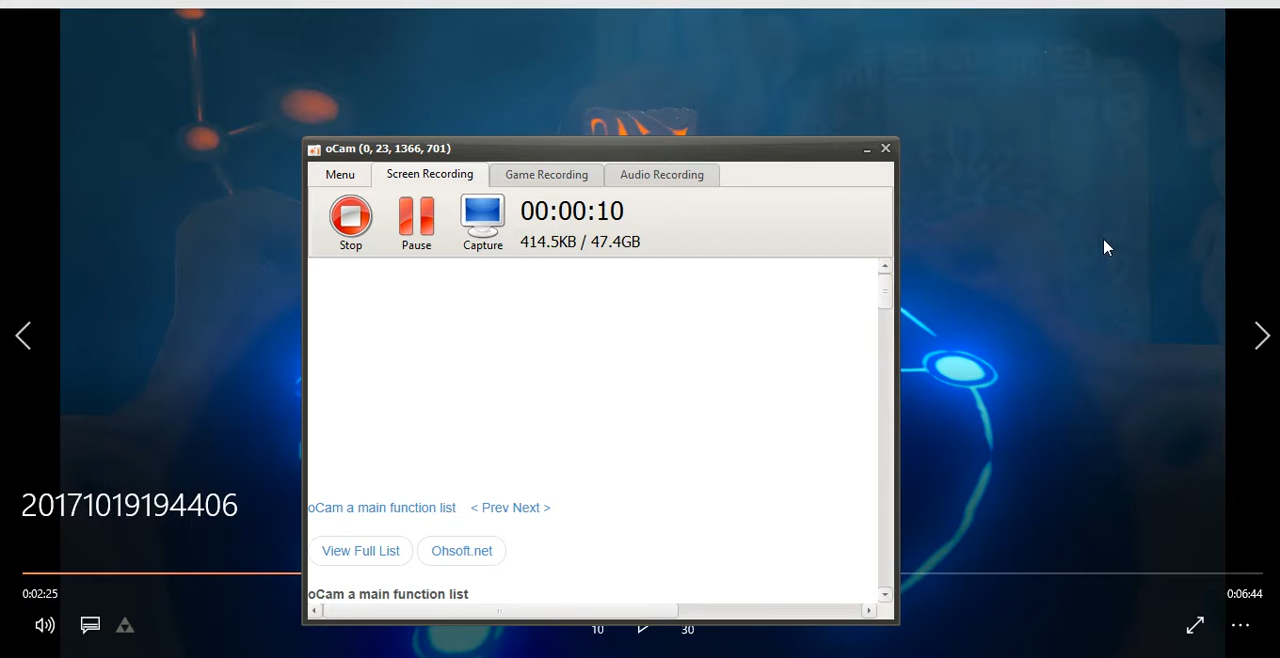 oCam (0, 23, 1366, 701)
Menu
Screen Recording
Game Recording
Audio Recording
00:00:10
414.5KB / 47.4GB
Stop
Pause
Capture
20171019194406
oCam a main function list
< Prev Next >
View Full List
Ohsoft.net
oCam a main function list
0:02:25
0:06:44
10
30